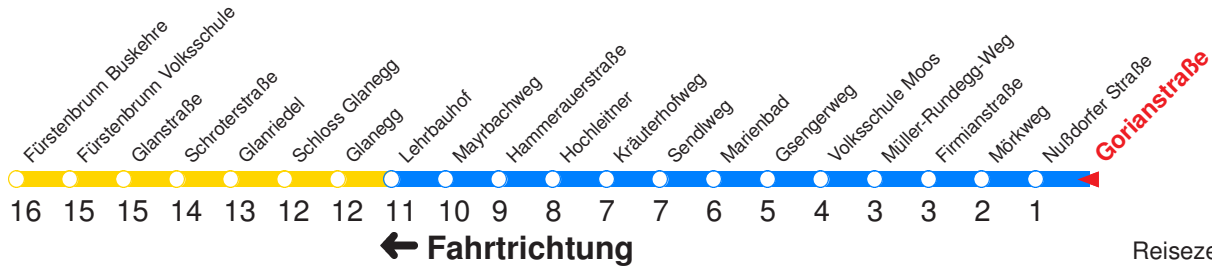 Fürstenbrunn Buskehre
Fürstenbrunn Volksschule
Glanstraße
Schroterstraße
Glanriedel
Schloss Glanegg
Glanegg
Lehrbauhof
Mayrbachweg
Hammerauerstraße
Hochleitner
Kräuterhofweg
Sendlweg
Marienbad
Gsengerweg
Volksschule Moos
Müller-Rundegg-Weg
Firmianstraße
Mörkweg
Nußdorfer Straße
Gorianstraße
16 15 15 14 13 12 12 11 10 9 8 7 7 6 5 4 3 3 2 1
← Fahrtrichtung
Reiseze